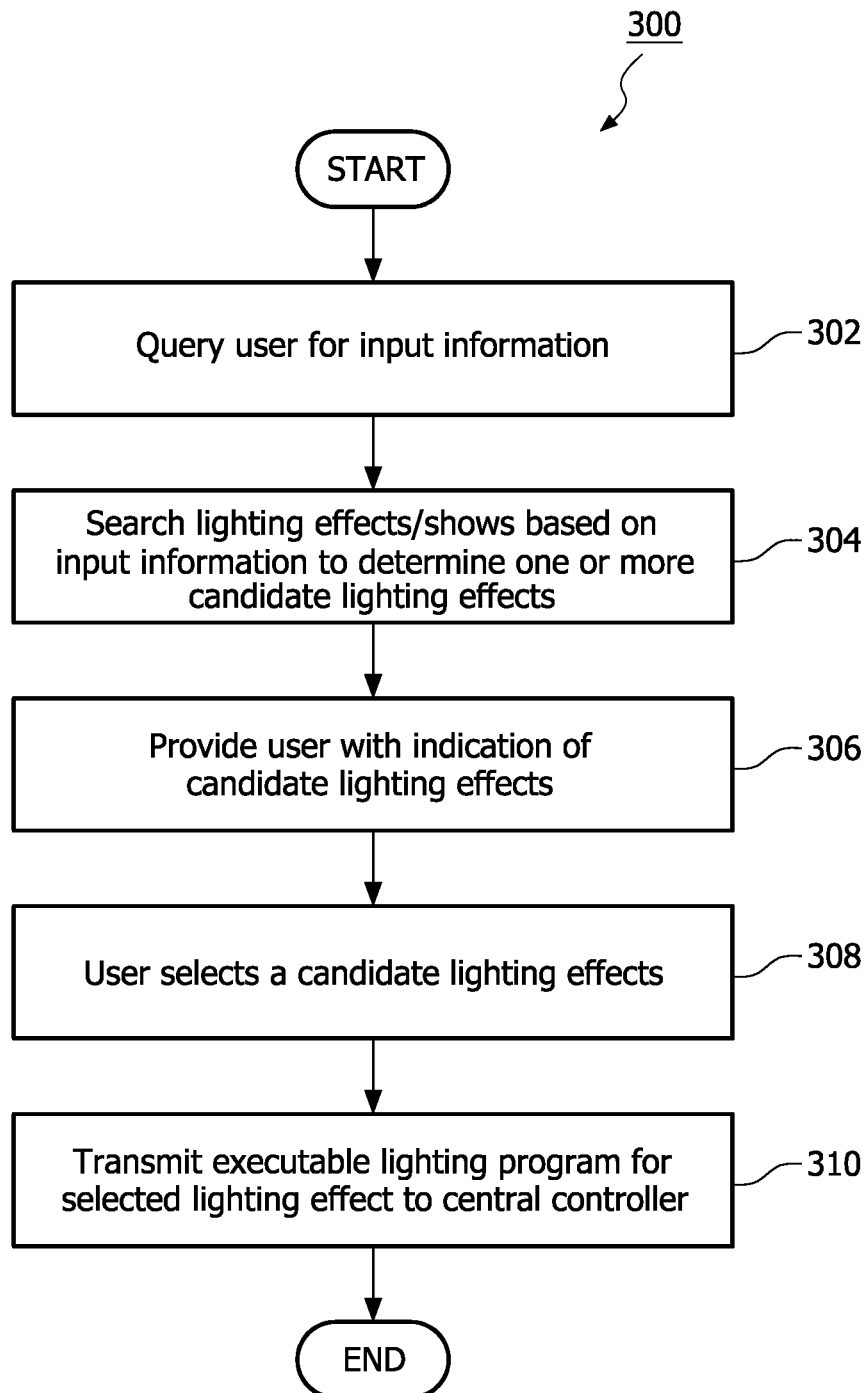 300
START
Query user for input information
302
Search lighting effects/shows based on
input information to determine one or more
candidate lighting effects
304
Provide user with indication of
candidate lighting effects
306
User selects a candidate lighting effects
308
Transmit executable lighting program for
selected lighting effect to central controller
310
END